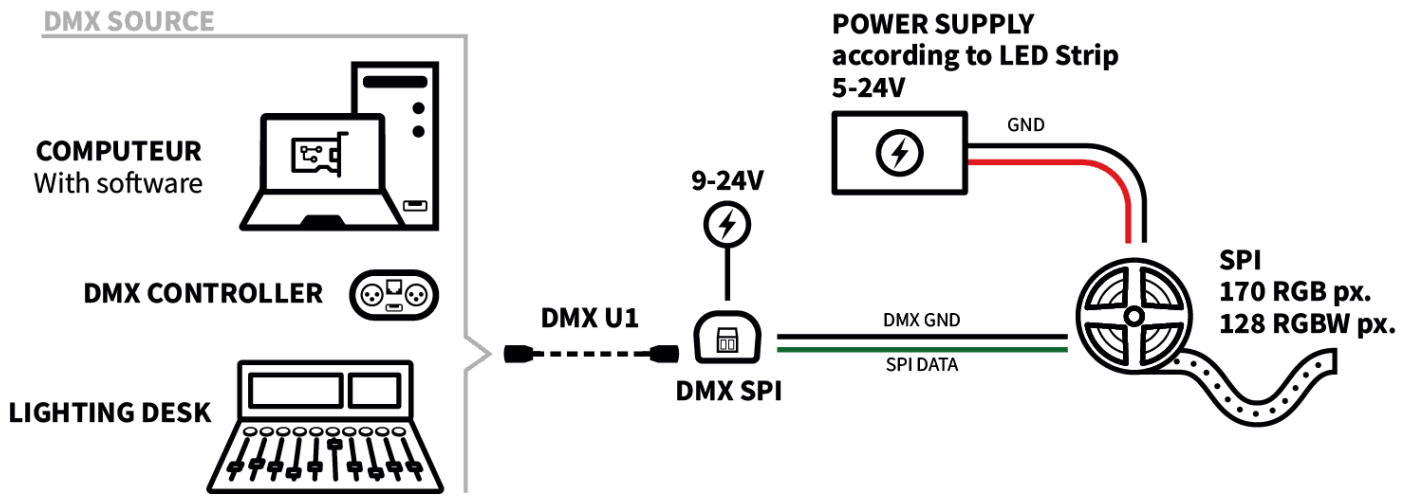 DMX SOURCE
COMPUTEUR
With software
DMX CONTROLLER
LIGHTING DESK
DMX U1
9-24V
DMX SPI
POWER SUPPLY
according to LED Strip
5-24V
GND
DMX GND
SPI DATA
SPI
170 RGB px.
128 RGBW px.